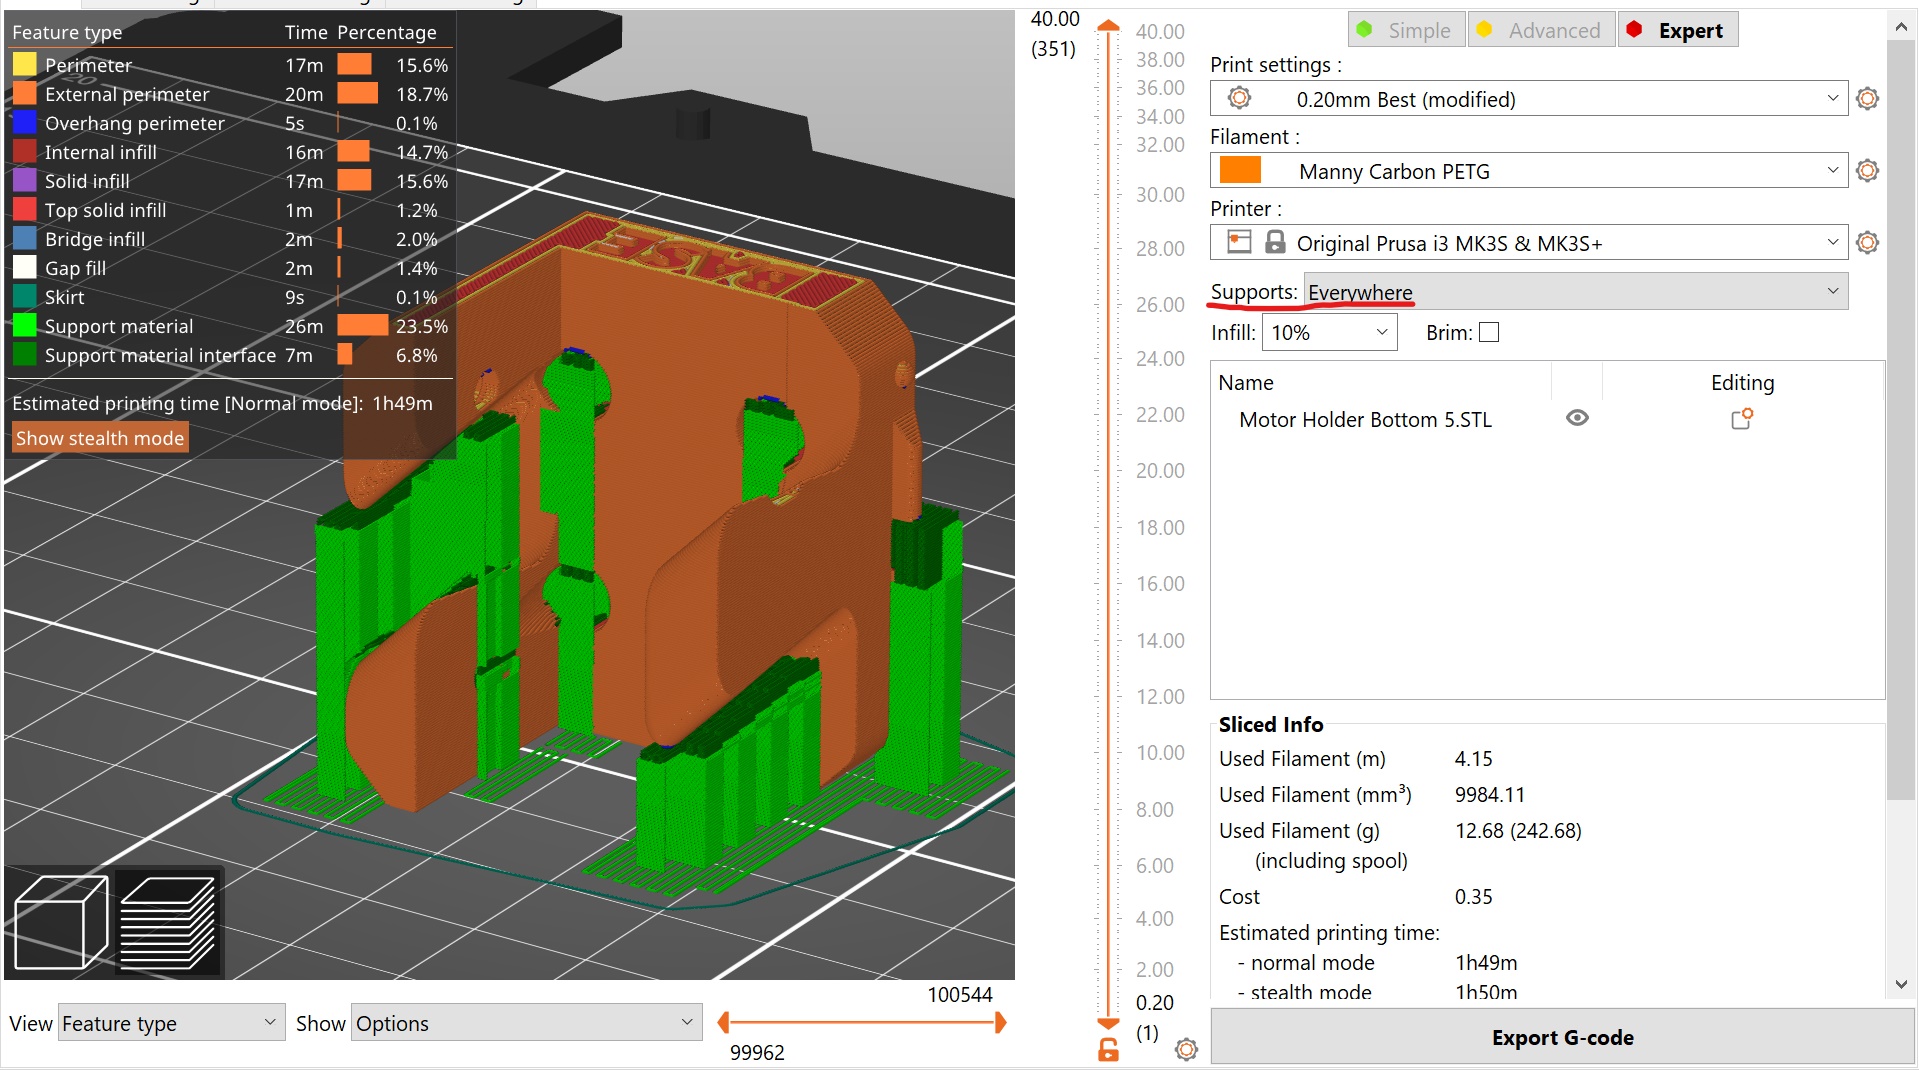 Feature type Time Percentage
Perimeter 17m 15.6%
External perimeter 20m 18.7%
Overhang perimeter 5s 0.1%
Internal infill 16m 14.7%
Solid infill 17m 15.6%
Top solid infill 1m 1.2%
Bridge infill 2m 2.0%
Gap fill 2m 1.4%
Skirt 9s 0.1%
Support material 26m 23.5%
Support material interface 7m 6.8%
Estimated printing time [Normal mode]: 1h49m
Show stealth mode
20
View Feature type Show Options
100544
99962
40.00
(351)
40.00
38.00
36.00
34.00
32.00
30.00
28.00
26.00
24.00
22.00
20.00
18.00
16.00
14.00
12.00
10.00
8.00
6.00
4.00
2.00
0.20
(1)
Simple Advanced Expert
Print settings :
0.20mm Best (modified)
Filament :
Manny Carbon PETG
Printer :
Original Prusa i3 MK3S & MK3S+
Supports: Everywhere
Infill: 10% Brim:
Name Editing
Motor Holder Bottom 5.STL
Sliced Info
Used Filament (m) 4.15
Used Filament (mm³) 9984.11
Used Filament (g) 12.68 (242.68)
(including spool)
Cost 0.35
Estimated printing time:
- normal mode 1h49m
- stealth mode 1h50m
Export G-code